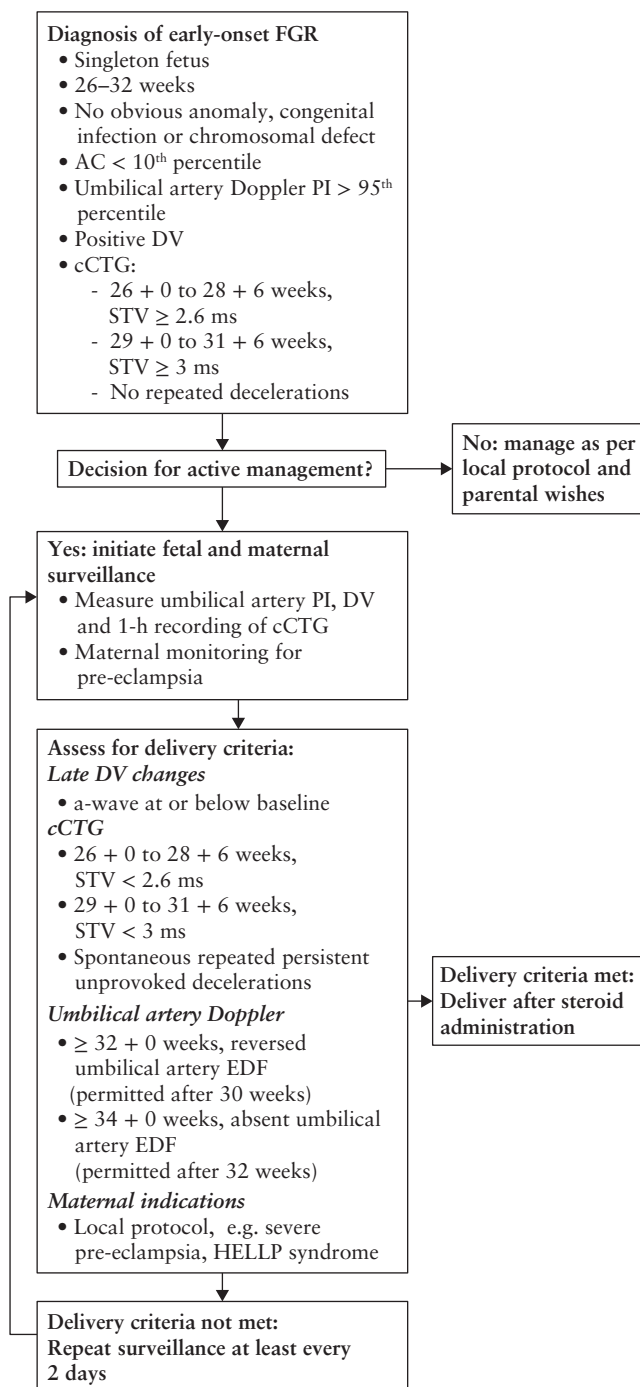 Diagnosis of early-onset FGR
• Singleton fetus
• 26–32 weeks
• No obvious anomaly, congenital
infection or chromosomal defect
• AC < 10th percentile
• Umbilical artery Doppler PI > 95th
percentile
• Positive DV
• cCTG:
- 26 + 0 to 28 + 6 weeks,
STV ≥ 2.6 ms
- 29 + 0 to 31 + 6 weeks,
STV ≥ 3 ms
- No repeated decelerations
Decision for active management?
No: manage as per
local protocol and
parental wishes
Yes: initiate fetal and maternal
surveillance
• Measure umbilical artery PI, DV
and 1-h recording of cCTG
• Maternal monitoring for
pre-eclampsia
Assess for delivery criteria:
Late DV changes
• a-wave at or below baseline
cCTG
• 26 + 0 to 28 + 6 weeks,
STV < 2.6 ms
• 29 + 0 to 31 + 6 weeks,
STV < 3 ms
• Spontaneous repeated persistent
unprovoked decelerations
Umbilical artery Doppler
• ≥ 32 + 0 weeks, reversed
umbilical artery EDF
(permitted after 30 weeks)
• ≥ 34 + 0 weeks, absent umbilical
artery EDF
(permitted after 32 weeks)
Maternal indications
• Local protocol, e.g. severe
pre-eclampsia, HELLP syndrome
Delivery criteria met:
Deliver after steroid
administration
Delivery criteria not met:
Repeat surveillance at least every
2 days